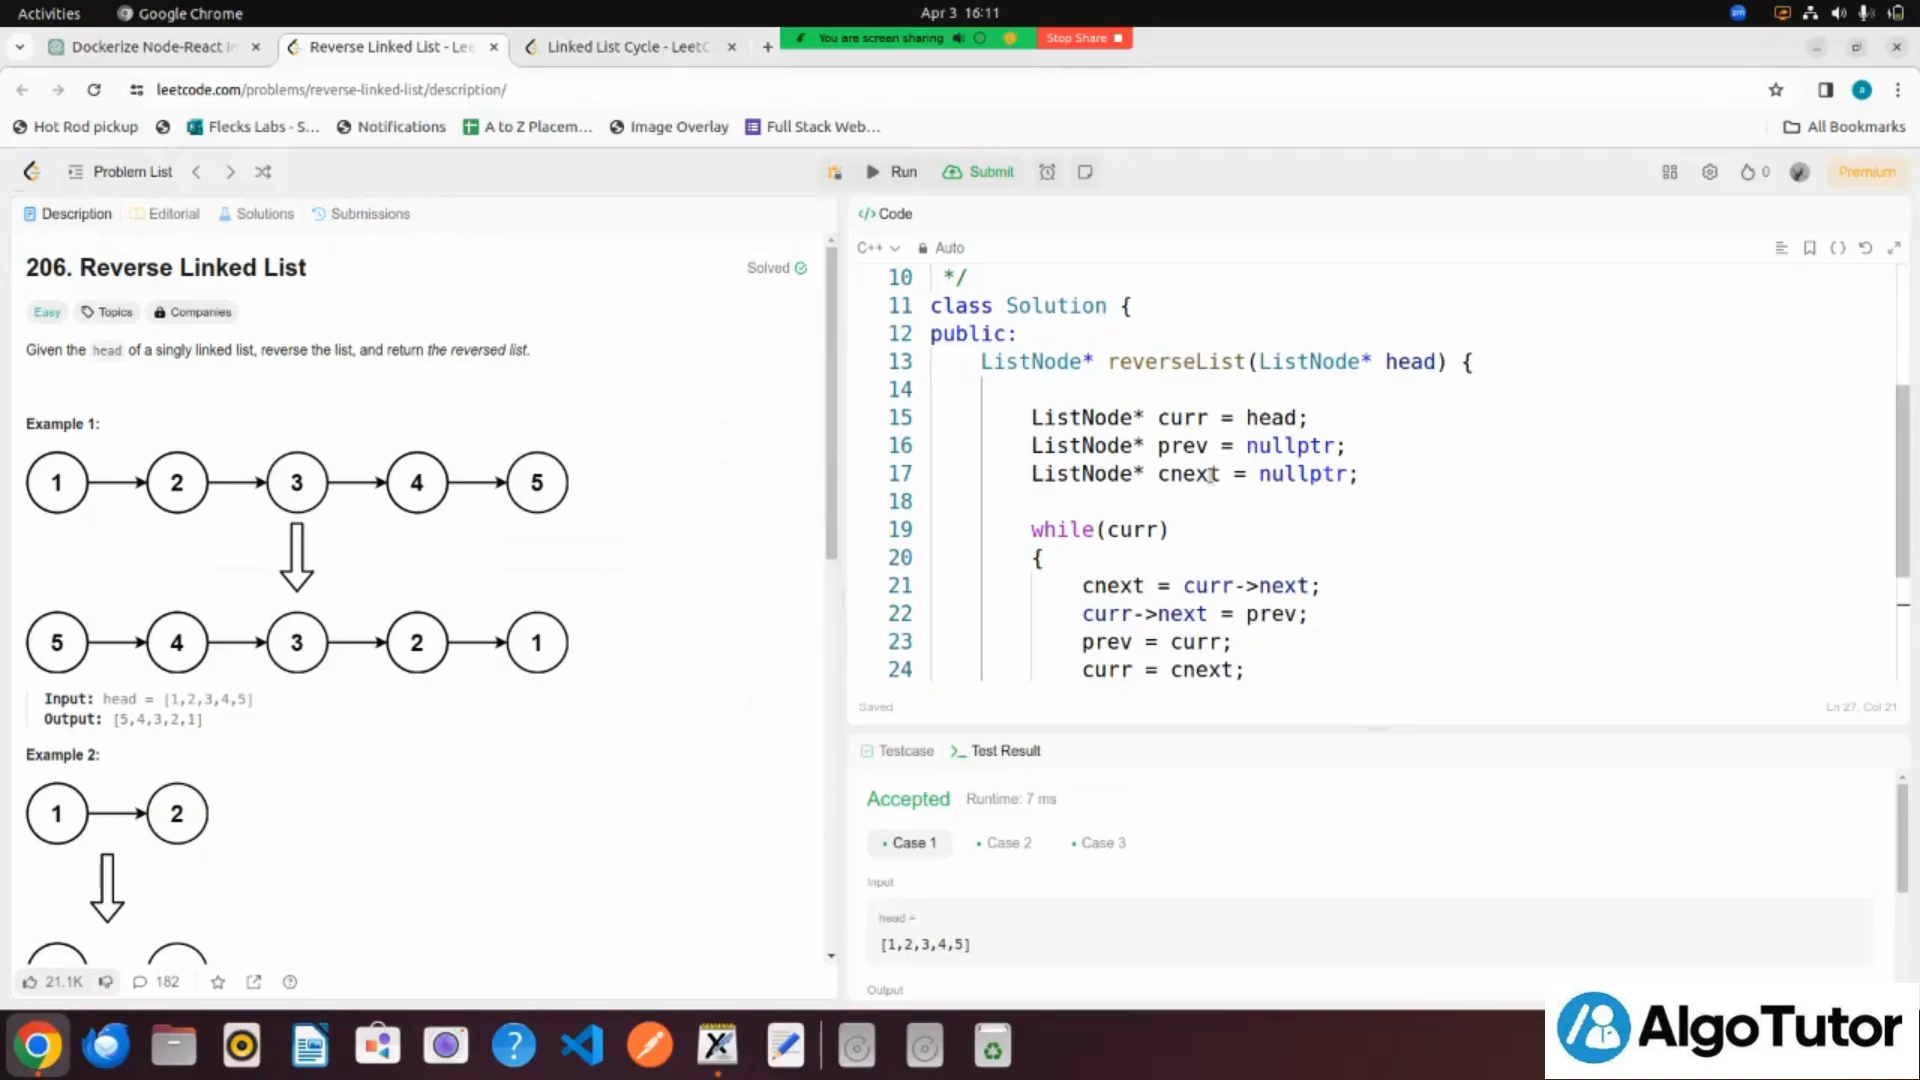 Activities
Google Chrome
Apr 3 16:11
zm
Dockerize Node-React i
Reverse Linked List - Lee
Linked List Cycle - LeetC
You are screen sharing
Stop Share
leetcode.com/problems/reverse-linked-list/description/
a
Hot Rod pickup
Flecks Labs - S...
Notifications
A to Z Placem...
Image Overlay
Full Stack Web...
All Bookmarks
Problem List
Run
Submit
0
Premium
Description
Editorial
Solutions
Submissions
</> Code
C++
Auto
206. Reverse Linked List
Solved
Easy
Topics
Companies
Given the head of a singly linked list, reverse the list, and return the reversed list.
Example 1:
1 2 3 4 5
5 4 3 2 1
Input: head = [1,2,3,4,5]
Output: [5,4,3,2,1]
Example 2:
1 2
21.1K
182
10 */
11 class Solution {
12 public:
13 ListNode* reverseList(ListNode* head) {
14
15 ListNode* curr = head;
16 ListNode* prev = nullptr;
17 ListNode* cnext = nullptr;
18
19 while(curr)
20 {
21 cnext = curr->next;
22 curr->next = prev;
23 prev = curr;
24 curr = cnext;
Saved
Ln 27, Col 21
Testcase
>_ Test Result
Accepted
Runtime: 7 ms
Case 1
Case 2
Case 3
Input
head =
[1,2,3,4,5]
Output
AlgoTutor